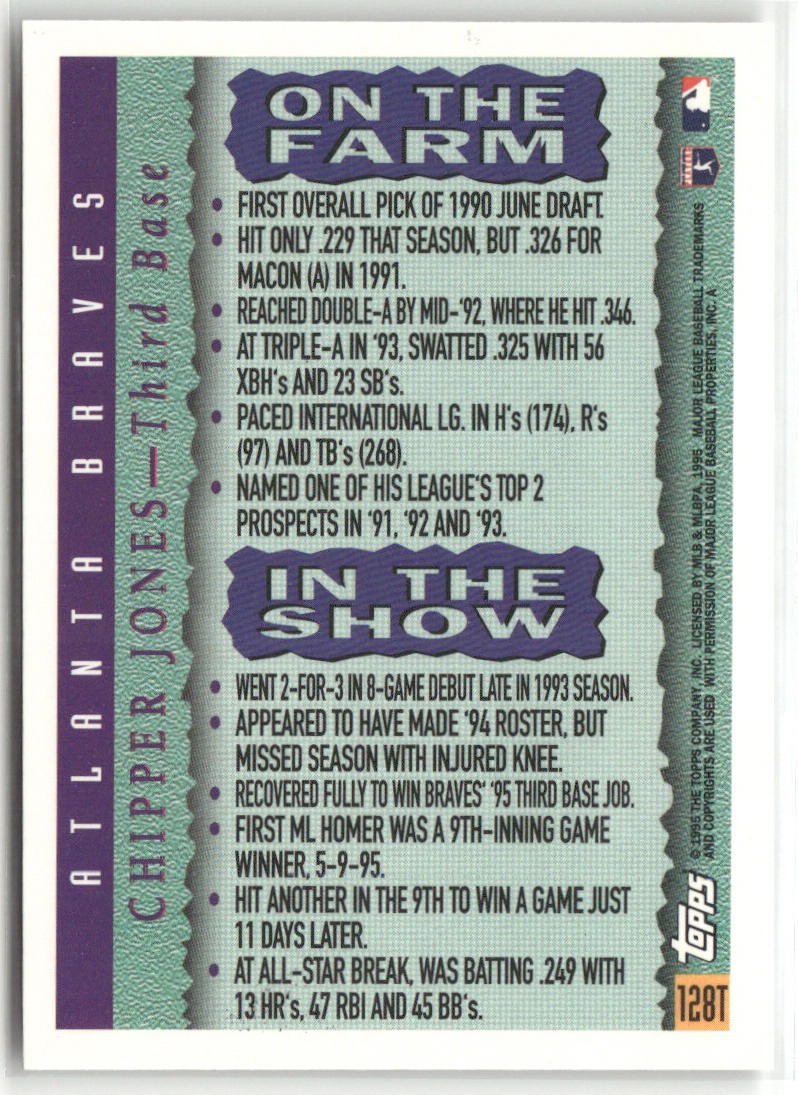 ATLANTA BRAVES
CHIPPER JONES—Third Base
ON THE
FARM
• FIRST OVERALL PICK OF 1990 JUNE DRAFT.
• HIT ONLY .229 THAT SEASON, BUT .326 FOR
MACON (A) IN 1991.
• REACHED DOUBLE-A BY MID-'92, WHERE HE HIT .346.
• AT TRIPLE-A IN '93, SWATTED .325 WITH 56
XBH's AND 23 SB's.
• PACED INTERNATIONAL LG. IN H's (174), R's
(97) AND TB's (268).
• NAMED ONE OF HIS LEAGUE'S TOP 2
PROSPECTS IN '91, '92 AND '93.
IN THE
SHOW
• WENT 2-FOR-3 IN 8-GAME DEBUT LATE IN 1993 SEASON.
• APPEARED TO HAVE MADE '94 ROSTER, BUT
MISSED SEASON WITH INJURED KNEE.
• RECOVERED FULLY TO WIN BRAVES' '95 THIRD BASE JOB.
• FIRST ML HOMER WAS A 9TH-INNING GAME
WINNER, 5-9-95.
• HIT ANOTHER IN THE 9TH TO WIN A GAME JUST
11 DAYS LATER.
• AT ALL-STAR BREAK, WAS BATTING .249 WITH
13 HR's, 47 RBI AND 45 BB's.
© 1995 THE TOPPS COMPANY, INC. LICENSED BY MLB & MLBPA, 1995 MAJOR LEAGUE BASEBALL TRADEMARKS
AND COPYRIGHTS ARE USED WITH PERMISSION OF MAJOR LEAGUE BASEBALL PROPERTIES, INC. A
TOPPS
128T